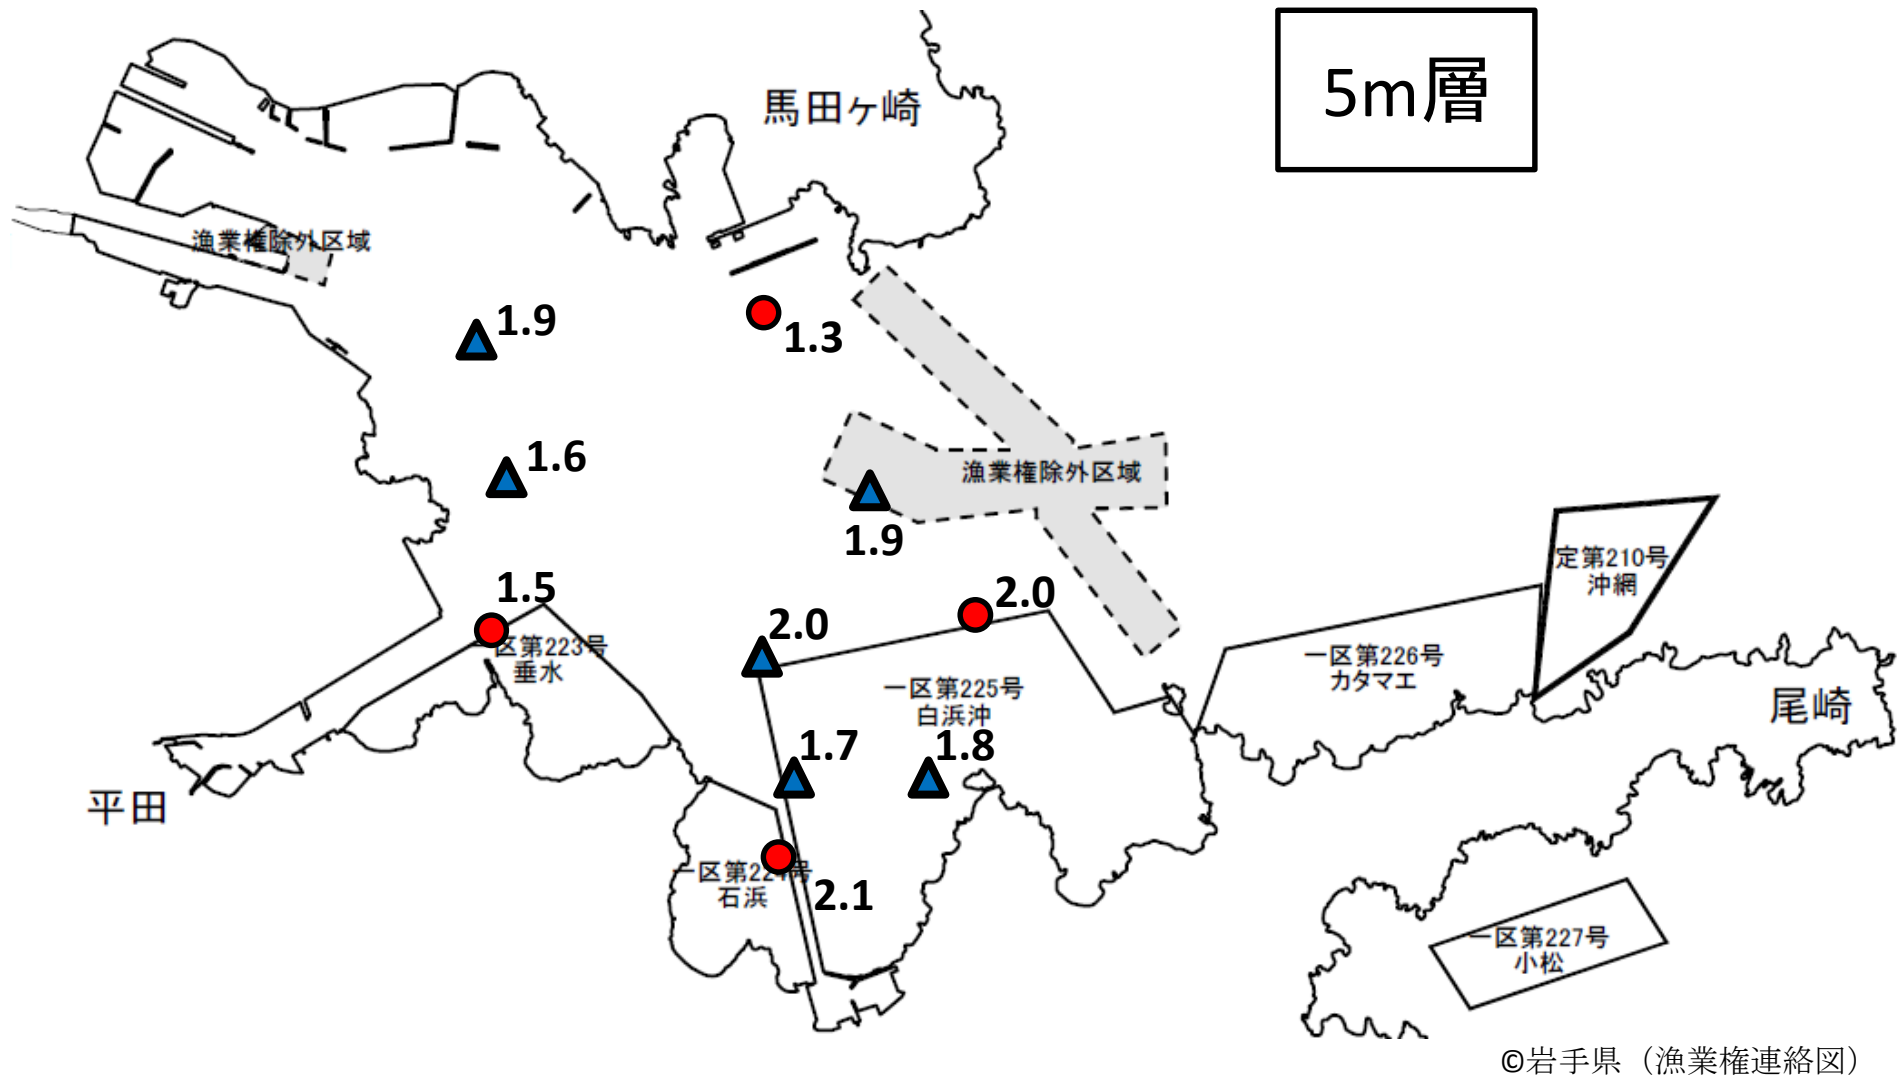 5m層
馬田ヶ崎
漁業権除外区域
1.9
1.3
1.6
漁業権除外区域
1.9
定第210号
沖網
1.5
2.0
2.0
一区第223号
垂水
一区第226号
カタマエ
一区第225号
白浜沖
尾崎
1.7
1.8
平田
一区第224号
石浜
2.1
一区第227号
小松
©岩手県（漁業権連絡図）